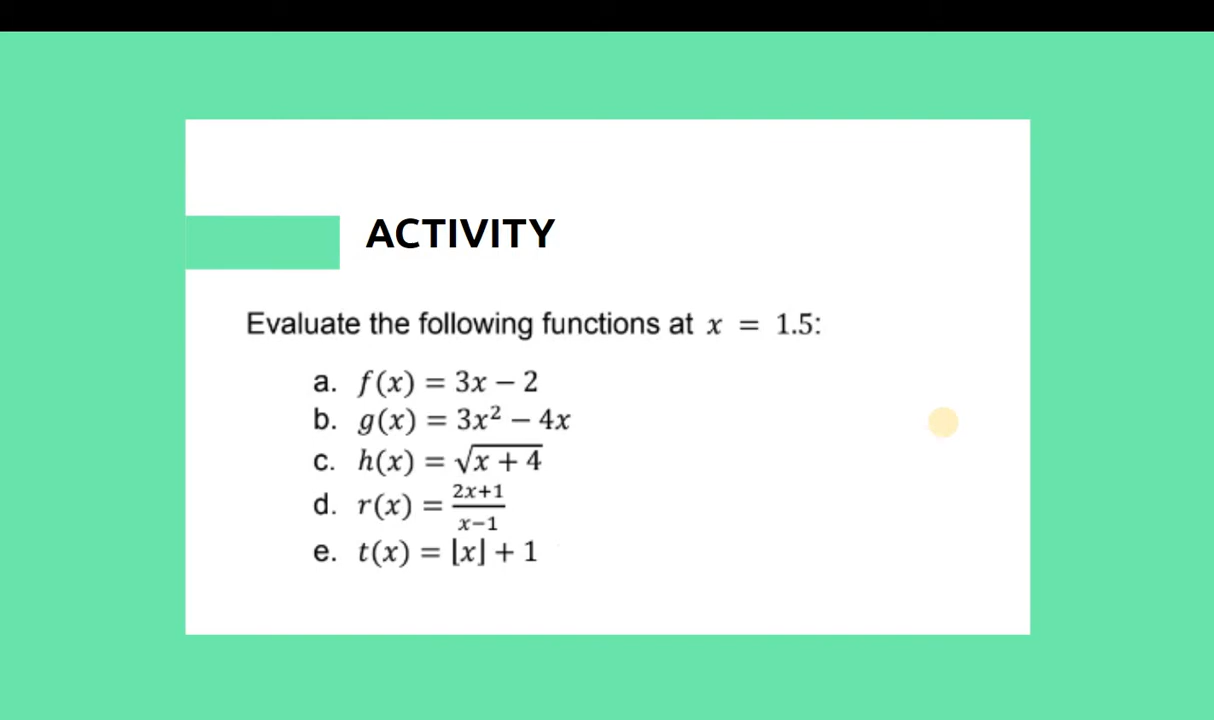 ACTIVITY
Evaluate the following functions at x = 1.5:
a. f(x) = 3x − 2
b. g(x) = 3x² − 4x
c. h(x) = √(x + 4)
d. r(x) = (2x+1)/(x−1)
e. t(x) = ⌊x⌋ + 1